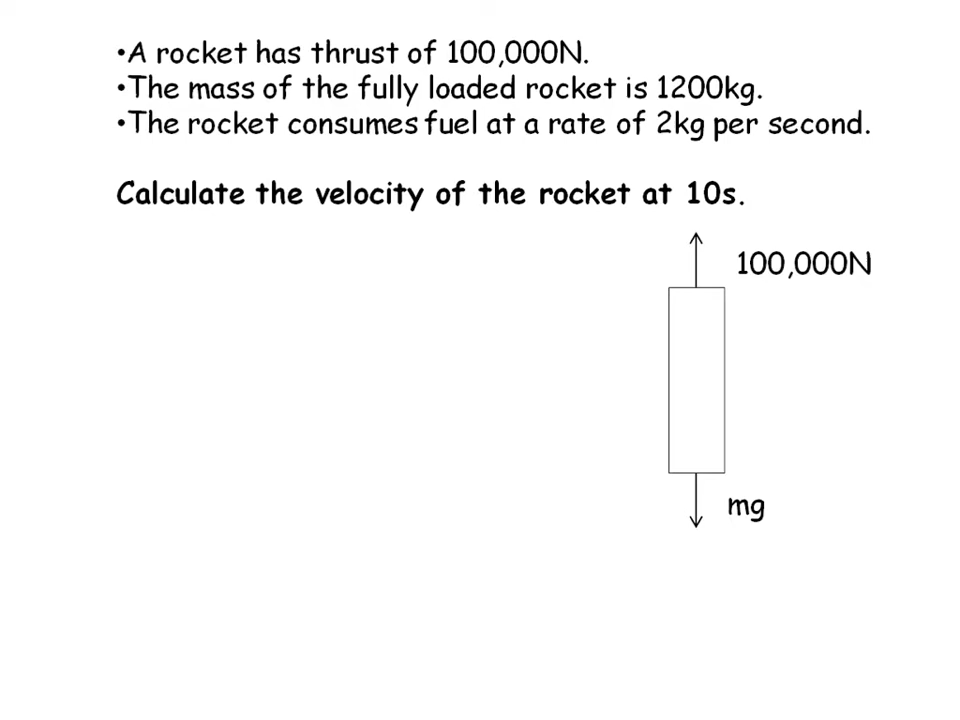 •A rocket has thrust of 100,000N.
•The mass of the fully loaded rocket is 1200kg.
•The rocket consumes fuel at a rate of 2kg per second.
Calculate the velocity of the rocket at 10s.
100,000N
mg